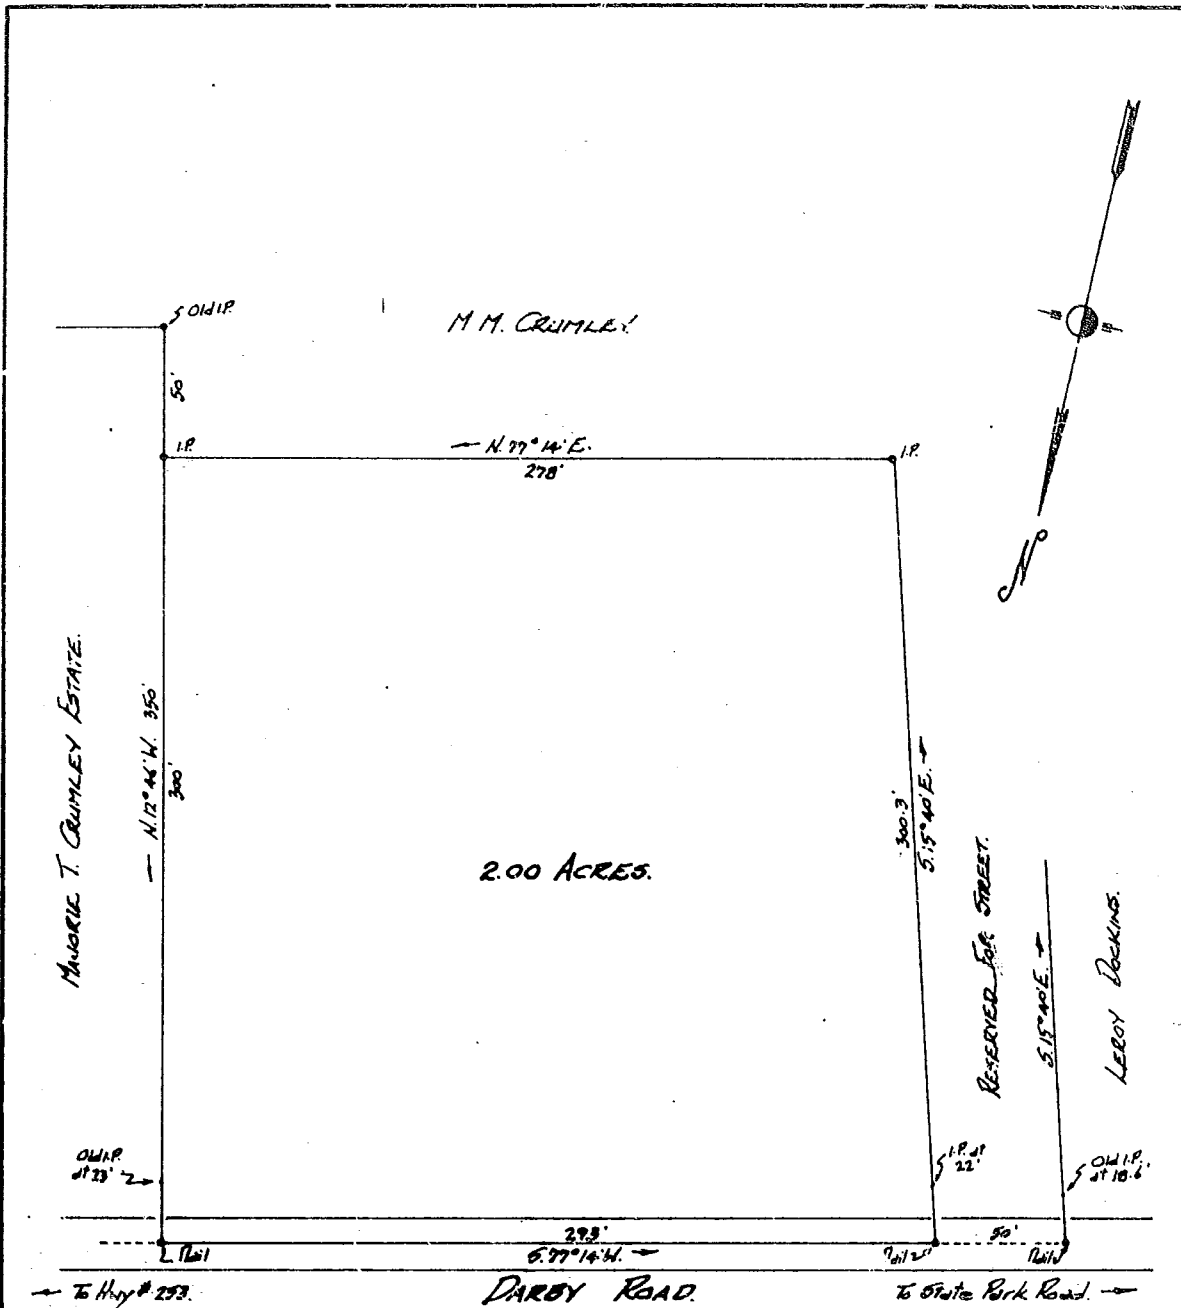 Old I.P.
M M. CRUMLEY
50'
I.P.
N. 77° 14' E.
278'
I.P.
N
MARJORIE T. CRUMLEY ESTATE.
N. 12° 46' W. 350'
300'
300.3'
S. 15° 40' E.
2.00 ACRES.
RESERVED FOR STREET.
S. 15° 40' E.
LEROY DOCKINS.
Old I.P.
at 23'
I.P. at
22'
Old I.P.
at 18.6'
293'
50'
Nail
S. 77° 14' W.
Nail
Nail
To Hwy # 253.
DARBY ROAD.
To State Park Road.